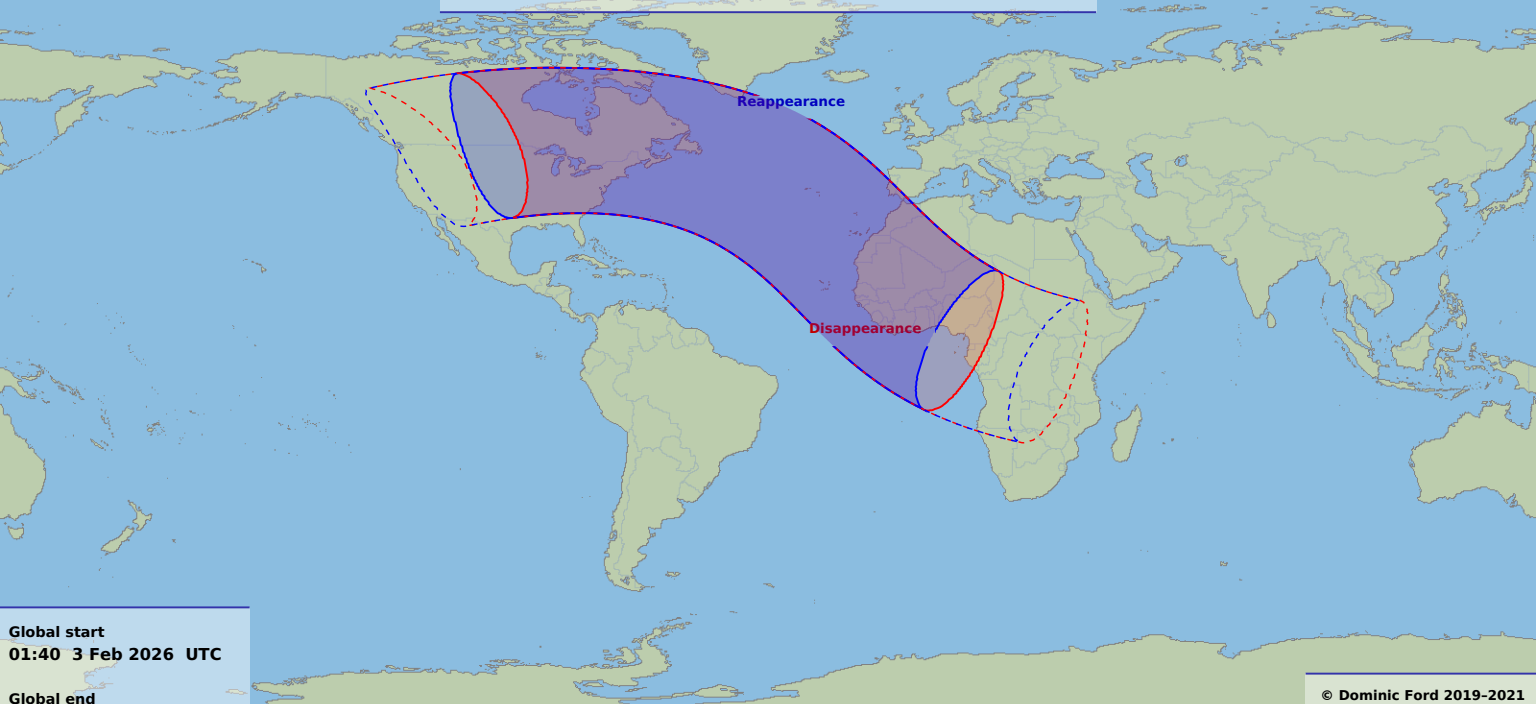 Reappearance
Disappearance
Global start
01:40 3 Feb 2026 UTC
Global end
© Dominic Ford 2019–2021